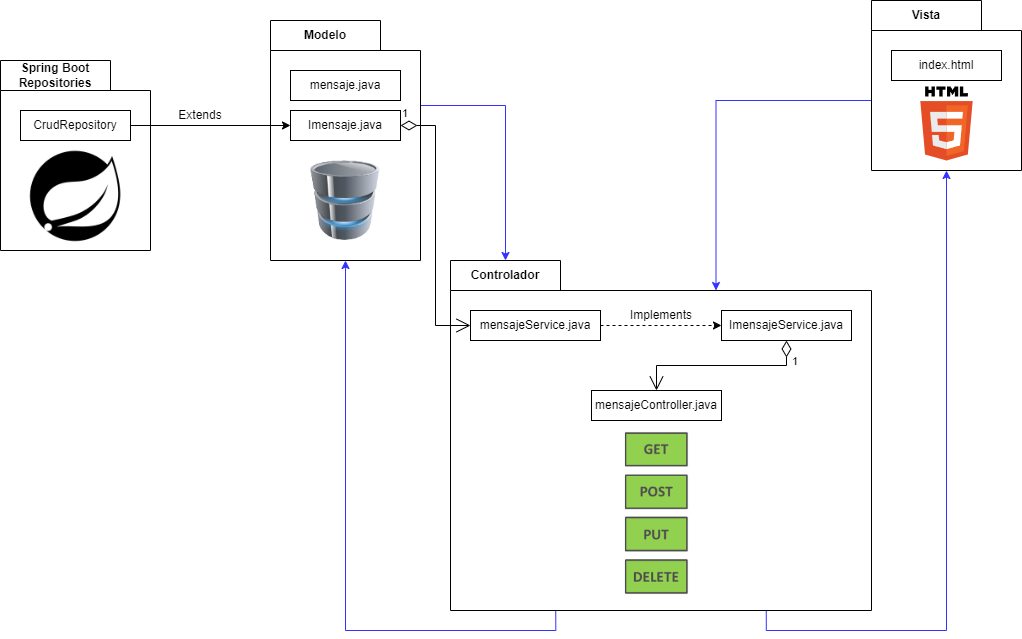 Vista
Modelo
index.html
Spring Boot
Repositories
mensaje.java
HTML
5
CrudRepository
Extends
Imensaje.java
1
Controlador
mensajeService.java
Implements
ImensajeService.java
1
mensajeController.java
GET
POST
PUT
DELETE